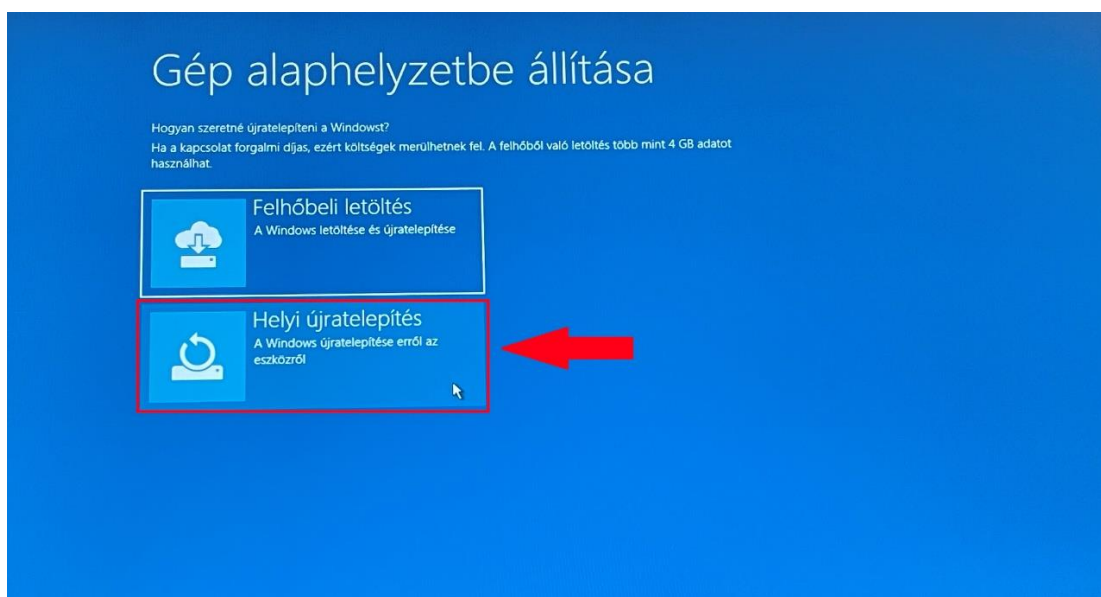 Gép alaphelyzetbe állítása
Hogyan szeretné újratelepíteni a Windowst?
Ha a kapcsolat forgalmi díjas, ezért költségek merülhetnek fel. A felhőből való letöltés több mint 4 GB adatot
használhat.
Felhőbeli letöltés
A Windows letöltése és újratelepítése
Helyi újratelepítés
A Windows újratelepítése erről az
eszközről